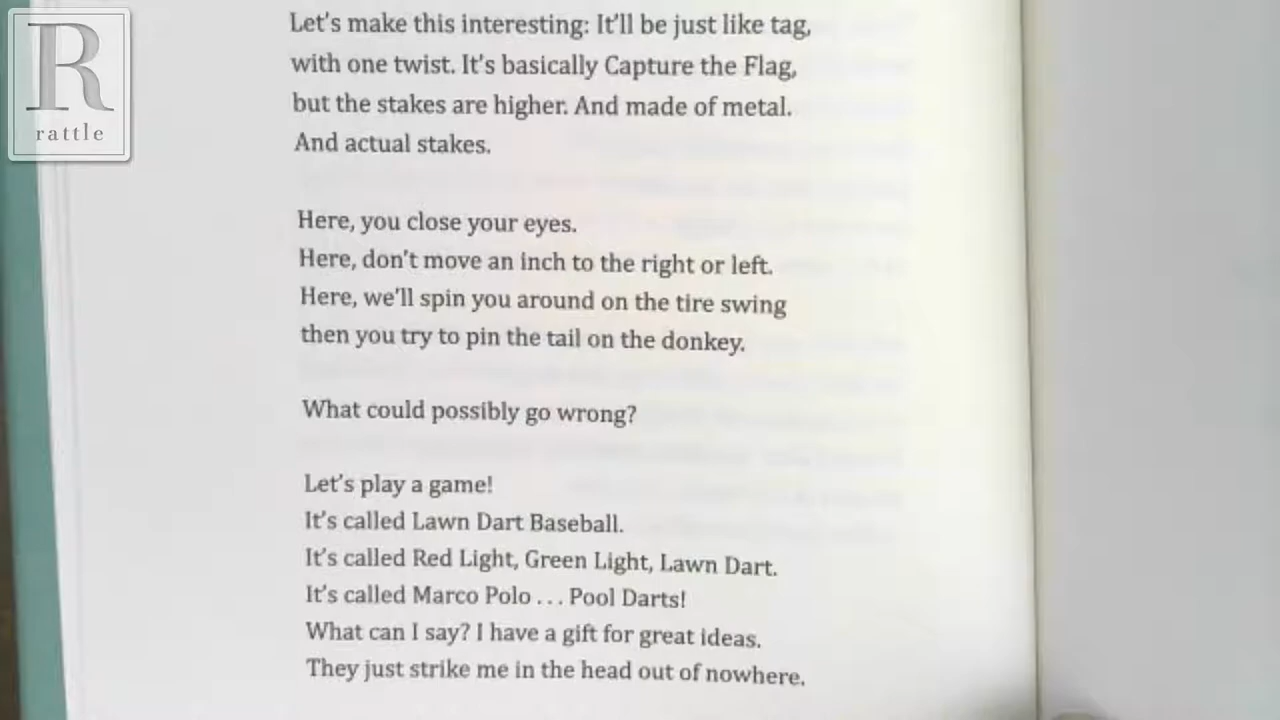 R
rattle
Let's make this interesting: It'll be just like tag,
with one twist. It's basically Capture the Flag,
but the stakes are higher. And made of metal.
And actual stakes.
Here, you close your eyes.
Here, don't move an inch to the right or left.
Here, we'll spin you around on the tire swing
then you try to pin the tail on the donkey.
What could possibly go wrong?
Let's play a game!
It's called Lawn Dart Baseball.
It's called Red Light, Green Light, Lawn Dart.
It's called Marco Polo . . . Pool Darts!
What can I say? I have a gift for great ideas.
They just strike me in the head out of nowhere.